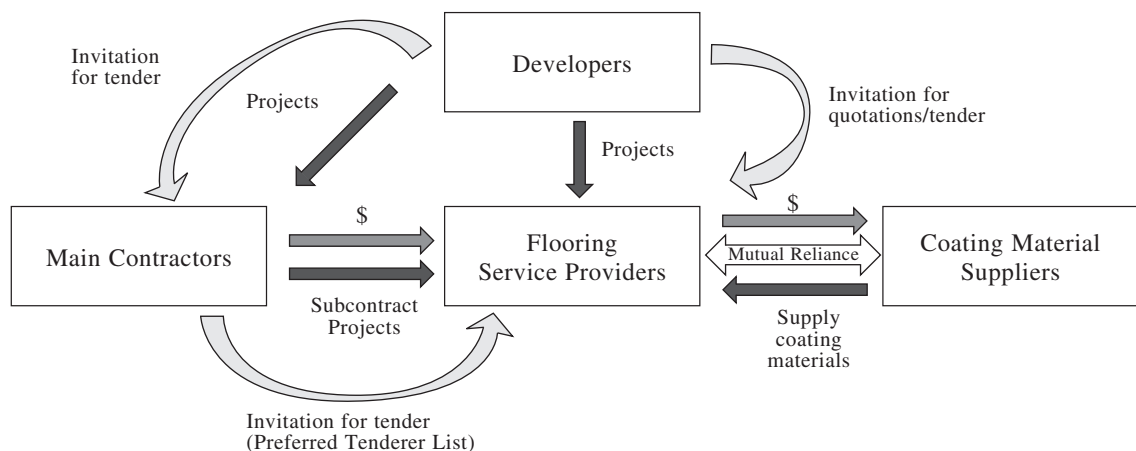 Invitation
for tender
Developers
Projects
Invitation for
quotations/tender
Projects
$
$
Main Contractors
Flooring
Service Providers
Mutual Reliance
Coating Material
Suppliers
Subcontract
Projects
Supply
coating
materials
Invitation for tender
(Preferred Tenderer List)